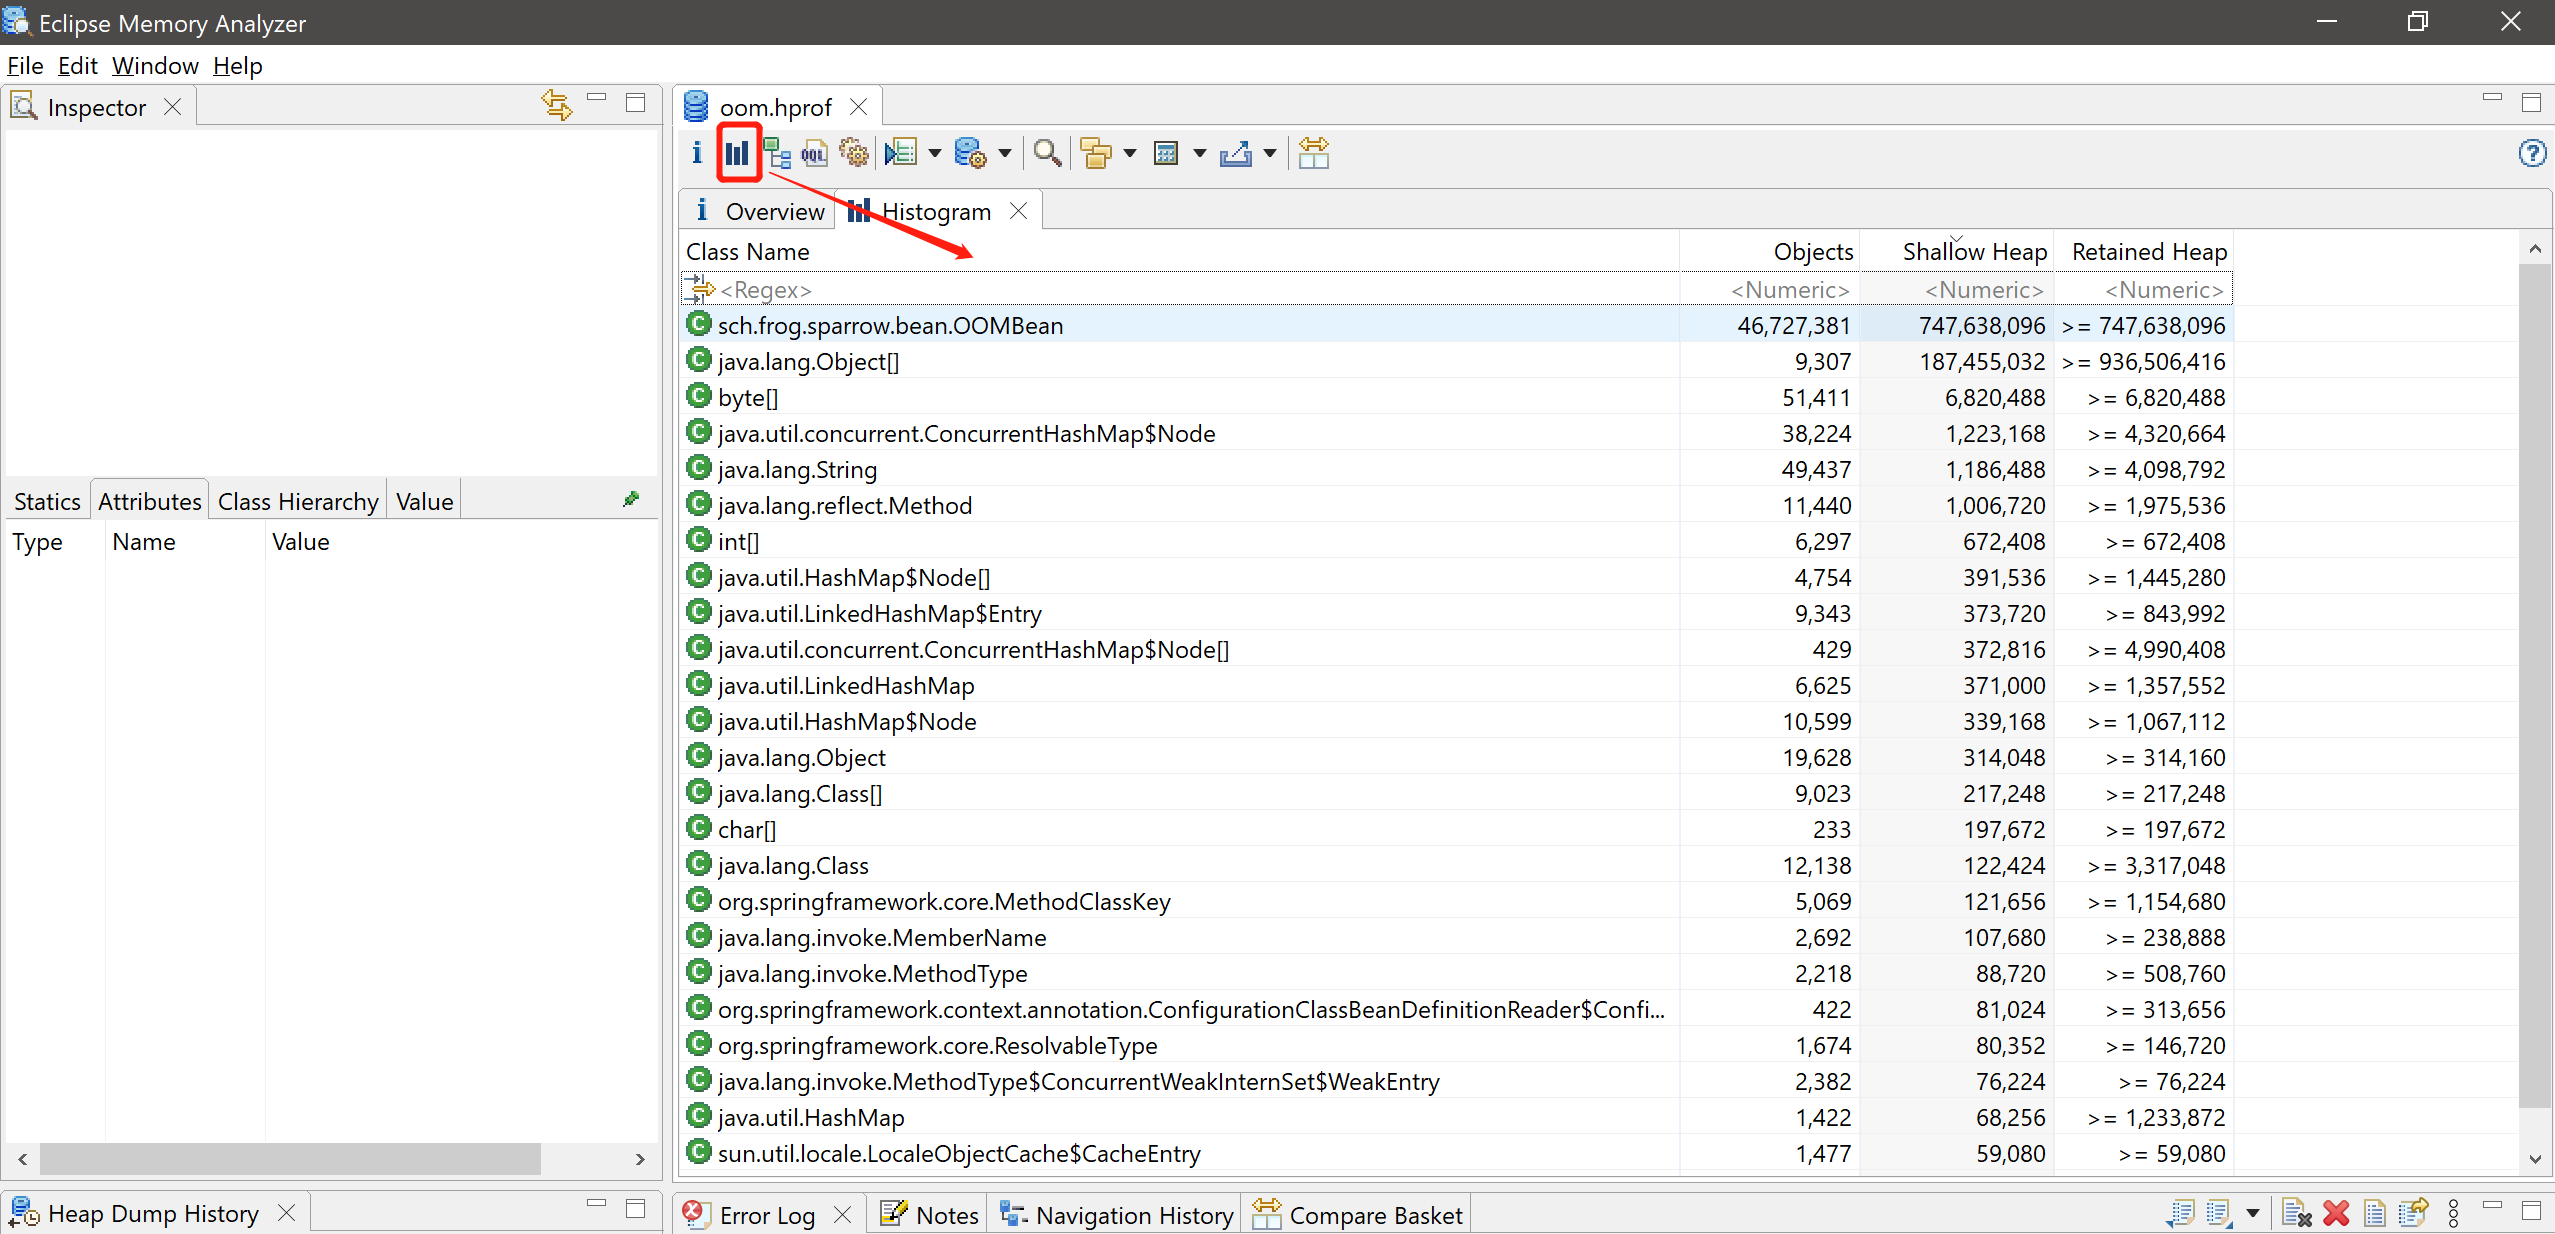 Eclipse Memory Analyzer
File Edit Window Help
Inspector
oom.hprof
i OQL
Statics Attributes Class Hierarchy Value
Type Name Value
i Overview Histogram
Class Name Objects Shallow Heap Retained Heap
<Regex> <Numeric> <Numeric> <Numeric>
C sch.frog.sparrow.bean.OOMBean 46,727,381 747,638,096 >= 747,638,096
C java.lang.Object[] 9,307 187,455,032 >= 936,506,416
C byte[] 51,411 6,820,488 >= 6,820,488
C java.util.concurrent.ConcurrentHashMap$Node 38,224 1,223,168 >= 4,320,664
C java.lang.String 49,437 1,186,488 >= 4,098,792
C java.lang.reflect.Method 11,440 1,006,720 >= 1,975,536
C int[] 6,297 672,408 >= 672,408
C java.util.HashMap$Node[] 4,754 391,536 >= 1,445,280
C java.util.LinkedHashMap$Entry 9,343 373,720 >= 843,992
C java.util.concurrent.ConcurrentHashMap$Node[] 429 372,816 >= 4,990,408
C java.util.LinkedHashMap 6,625 371,000 >= 1,357,552
C java.util.HashMap$Node 10,599 339,168 >= 1,067,112
C java.lang.Object 19,628 314,048 >= 314,160
C java.lang.Class[] 9,023 217,248 >= 217,248
C char[] 233 197,672 >= 197,672
C java.lang.Class 12,138 122,424 >= 3,317,048
C org.springframework.core.MethodClassKey 5,069 121,656 >= 1,154,680
C java.lang.invoke.MemberName 2,692 107,680 >= 238,888
C java.lang.invoke.MethodType 2,218 88,720 >= 508,760
C org.springframework.context.annotation.ConfigurationClassBeanDefinitionReader$Confi... 422 81,024 >= 313,656
C org.springframework.core.ResolvableType 1,674 80,352 >= 146,720
C java.lang.invoke.MethodType$ConcurrentWeakInternSet$WeakEntry 2,382 76,224 >= 76,224
C java.util.HashMap 1,422 68,256 >= 1,233,872
C sun.util.locale.LocaleObjectCache$CacheEntry 1,477 59,080 >= 59,080
Heap Dump History
Error Log Notes Navigation History Compare Basket